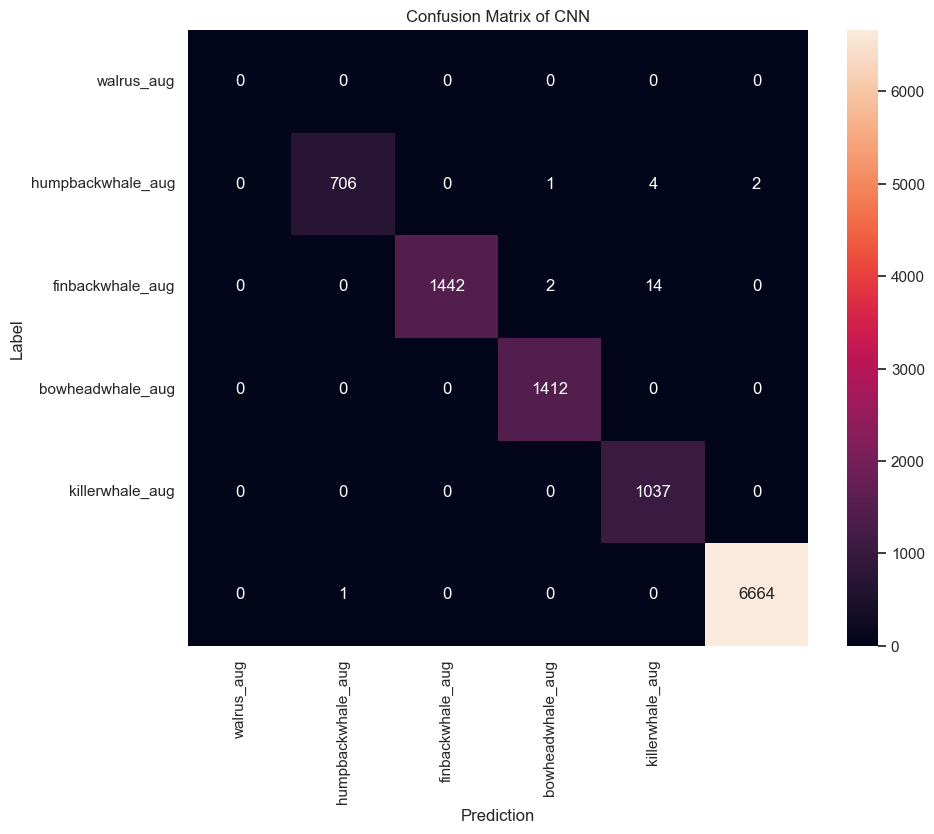 Confusion Matrix of CNN
walrus_aug 0 0 0 0 0 0
humpbackwhale_aug 0 706 0 1 4 2
finbackwhale_aug 0 0 1442 2 14 0
bowheadwhale_aug 0 0 0 1412 0 0
killerwhale_aug 0 0 0 0 1037 0
0 1 0 0 0 6664
Label
walrus_aug
humpbackwhale_aug
finbackwhale_aug
bowheadwhale_aug
killerwhale_aug
Prediction
6000
5000
4000
3000
2000
1000
0